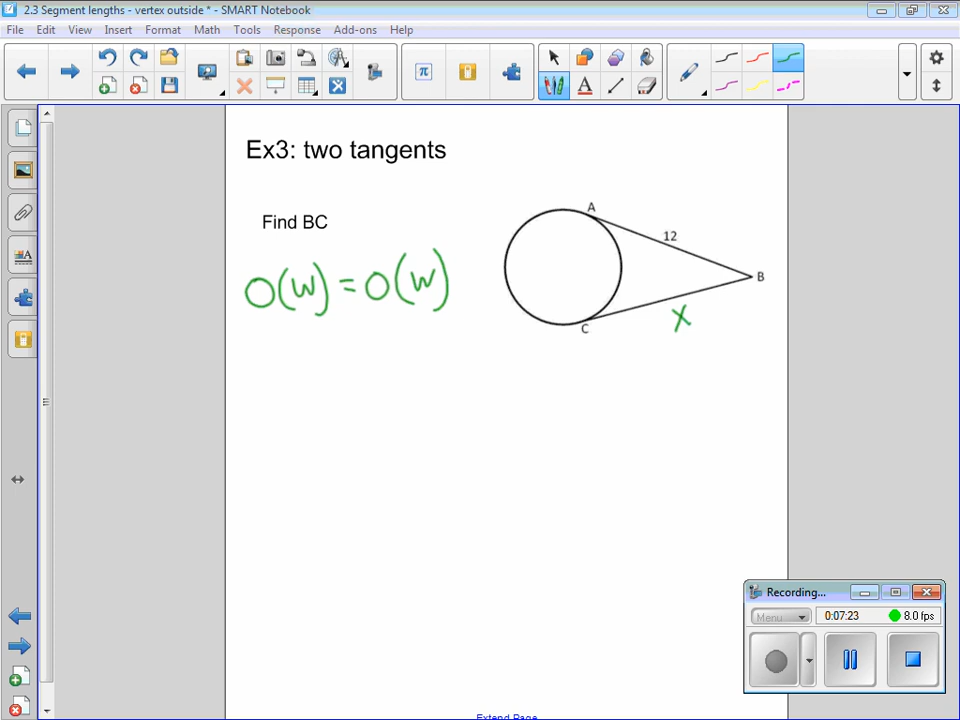 2.3 Segment lengths - vertex outside * - SMART Notebook
File Edit View Insert Format Math Tools Response Add-ons Help
Ex3: two tangents
Find BC
O(W) = O(W)
A
12
B
X
C
Recording...
Menu
0:07:23
8.0 fps
Extend Page